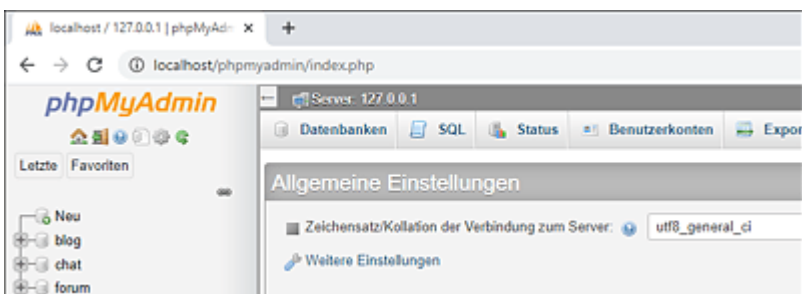 localhost / 127.0.0.1 | phpMyAdm
localhost/phpmyadmin/index.php
phpMyAdmin
Letzte Favoriten
Neu
blog
chat
forum
Server: 127.0.0.1
Datenbanken SQL Status Benutzerkonten Expor
Allgemeine Einstellungen
Zeichensatz/Kollation der Verbindung zum Server: utf8_general_ci
Weitere Einstellungen